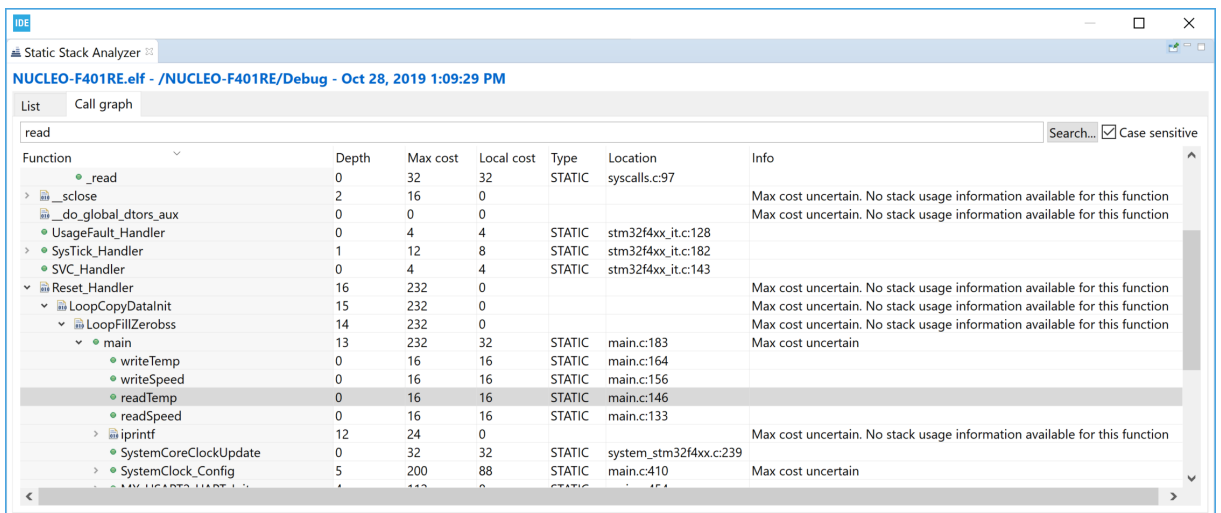 IDE
Static Stack Analyzer
NUCLEO-F401RE.elf - /NUCLEO-F401RE/Debug - Oct 28, 2019 1:09:29 PM
List Call graph
read Search... Case sensitive
Function Depth Max cost Local cost Type Location Info
_read 0 32 32 STATIC syscalls.c:97
__sclose 2 16 0 Max cost uncertain. No stack usage information available for this function
__do_global_dtors_aux 0 0 0 Max cost uncertain. No stack usage information available for this function
UsageFault_Handler 0 4 4 STATIC stm32f4xx_it.c:128
SysTick_Handler 1 12 8 STATIC stm32f4xx_it.c:182
SVC_Handler 0 4 4 STATIC stm32f4xx_it.c:143
Reset_Handler 16 232 0 Max cost uncertain. No stack usage information available for this function
LoopCopyDataInit 15 232 0 Max cost uncertain. No stack usage information available for this function
LoopFillZerobss 14 232 0 Max cost uncertain. No stack usage information available for this function
main 13 232 32 STATIC main.c:183 Max cost uncertain
writeTemp 0 16 16 STATIC main.c:164
writeSpeed 0 16 16 STATIC main.c:156
readTemp 0 16 16 STATIC main.c:146
readSpeed 0 16 16 STATIC main.c:133
iprintf 12 24 0 Max cost uncertain. No stack usage information available for this function
SystemCoreClockUpdate 0 32 32 STATIC system_stm32f4xx.c:239
SystemClock_Config 5 200 88 STATIC main.c:410 Max cost uncertain